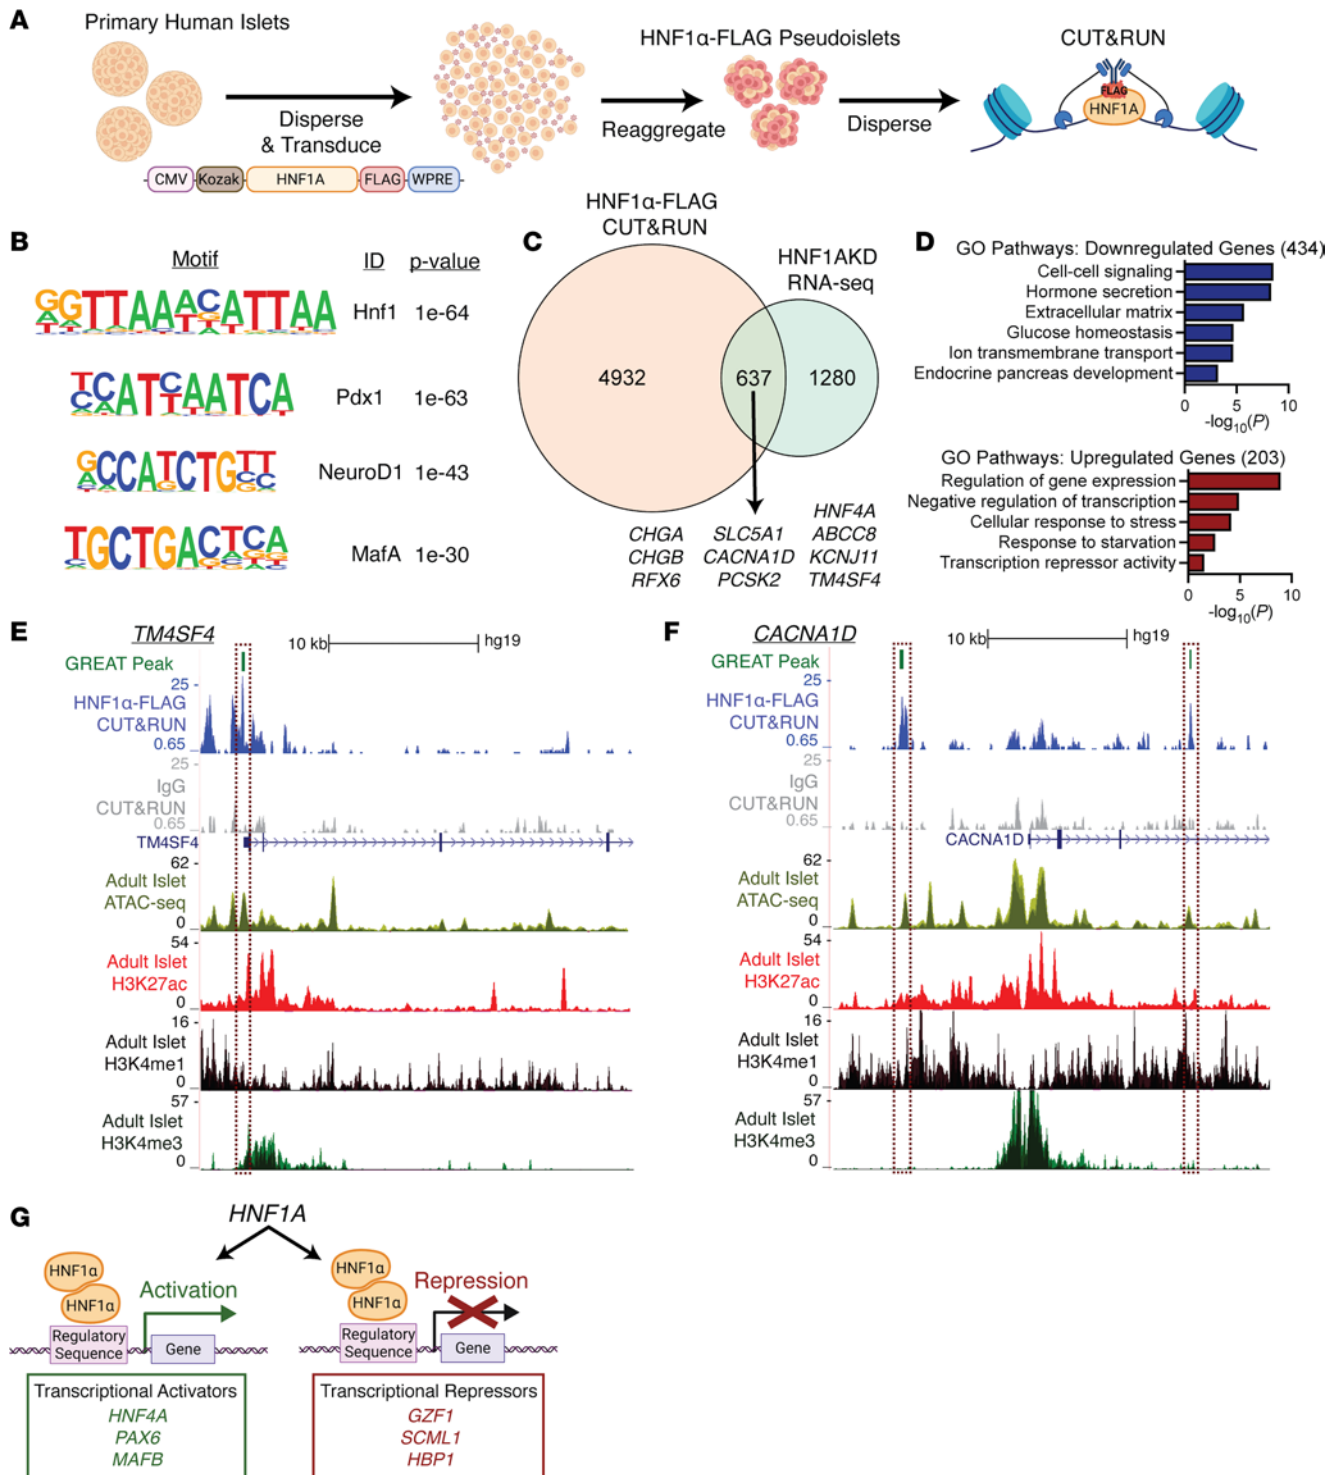 A
Primary Human Islets
Disperse
& Transduce
CMV Kozak HNF1A FLAG WPRE
HNF1α-FLAG Pseudoislets
Reaggregate
Disperse
CUT&RUN
FLAG
HNF1A
B
Motif ID p-value
GGTTAAACATTAA Hnf1 1e-64
TCATTAATCA Pdx1 1e-63
GCCATCTGTT NeuroD1 1e-43
TGCTGACTCA MafA 1e-30
C
HNF1α-FLAG
CUT&RUN
HNF1AKD
RNA-seq
4932 637 1280
CHGA
CHGB
RFX6
SLC5A1
CACNA1D
PCSK2
HNF4A
ABCC8
KCNJ11
TM4SF4
D
GO Pathways: Downregulated Genes (434)
Cell-cell signaling
Hormone secretion
Extracellular matrix
Glucose homeostasis
Ion transmembrane transport
Endocrine pancreas development
0 5 10
-log10(P)
GO Pathways: Upregulated Genes (203)
Regulation of gene expression
Negative regulation of transcription
Cellular response to stress
Response to starvation
Transcription repressor activity
0 5 10
-log10(P)
E
TM4SF4
10 kb hg19
GREAT Peak
25
HNF1α-FLAG
CUT&RUN
0.65
25
IgG
CUT&RUN
0.65
TM4SF4
62
Adult Islet
ATAC-seq
0
54
Adult Islet
H3K27ac
0
16
Adult Islet
H3K4me1
0
57
Adult Islet
H3K4me3
0
F
CACNA1D
10 kb hg19
GREAT Peak
25
HNF1α-FLAG
CUT&RUN
0.65
25
IgG
CUT&RUN
0.65
CACNA1D
62
Adult Islet
ATAC-seq
0
54
Adult Islet
H3K27ac
0
16
Adult Islet
H3K4me1
0
57
Adult Islet
H3K4me3
0
G
HNF1A
HNF1α
HNF1α
Activation
Regulatory
Sequence
Gene
Transcriptional Activators
HNF4A
PAX6
MAFB
HNF1α
HNF1α
Repression
Regulatory
Sequence
Gene
Transcriptional Repressors
GZF1
SCML1
HBP1